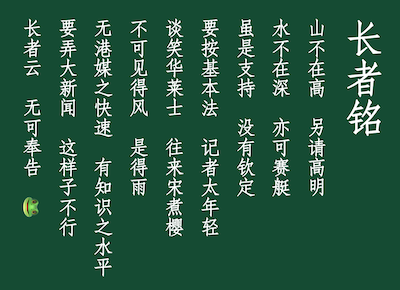 长者铭
山不在高　另请高明
水不在深　亦可赛艇
虽是支持　没有钦定
要按基本法　记者太年轻
谈笑华莱士　往来宋煮樱
不可见得风　是得雨
无港媒之快速　有知识之水平
要弄大新闻　这样子不行
长者云　无可奉告